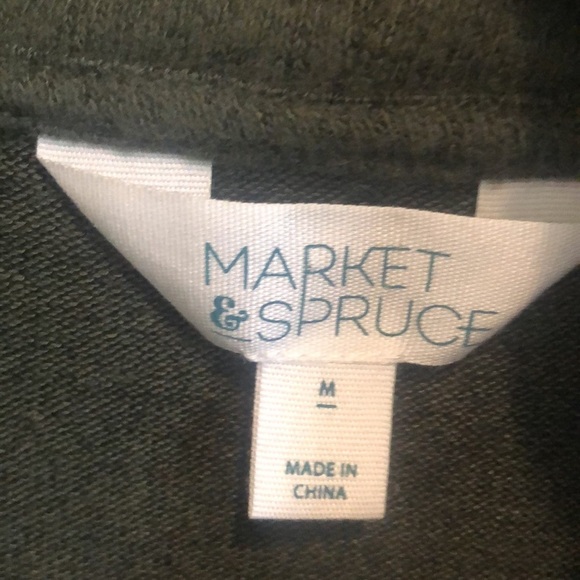 MARKET
& SPRUCE
M
MADE IN
CHINA